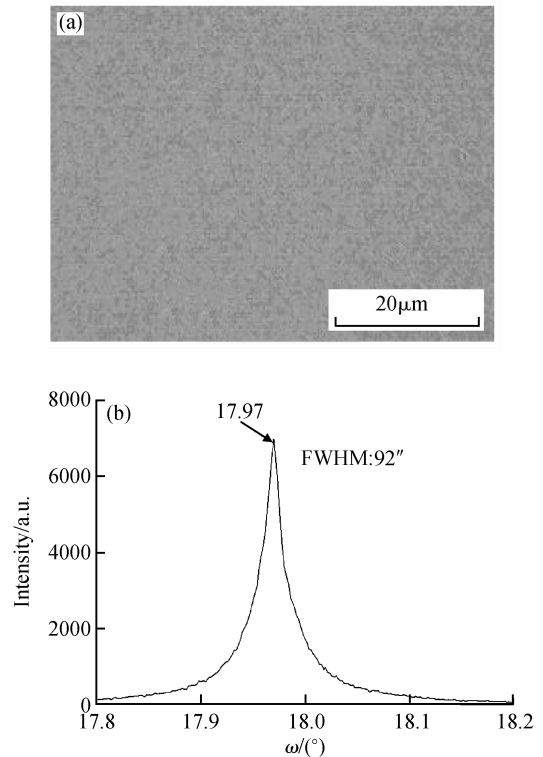 (a)
20μm
(b)
17.97
FWHM:92″
Intensity/a.u.
8000
6000
4000
2000
0
17.8 17.9 18.0 18.1 18.2
ω/(°)